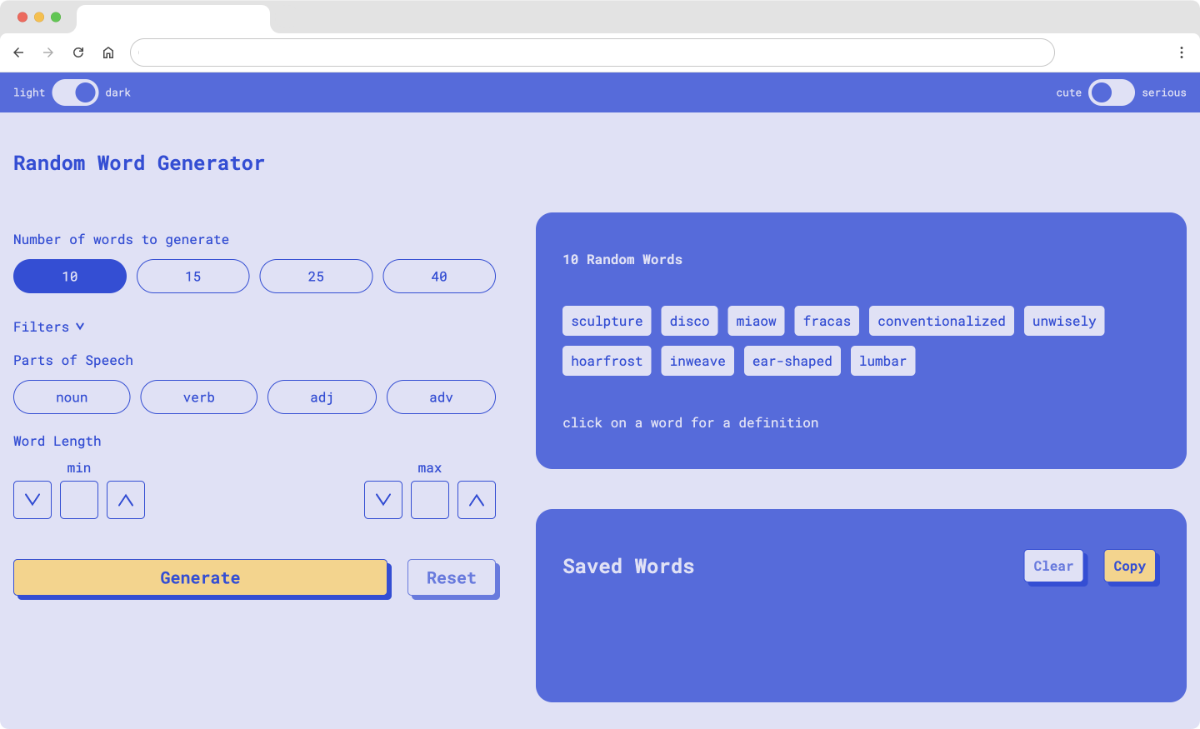 light dark cute serious
Random Word Generator
Number of words to generate
10 15 25 40
Filters
Parts of Speech
noun verb adj adv
Word Length
min max
Generate Reset
10 Random Words
sculpture disco miaow fracas conventionalized unwisely
hoarfrost inweave ear-shaped lumbar
click on a word for a definition
Saved Words Clear Copy